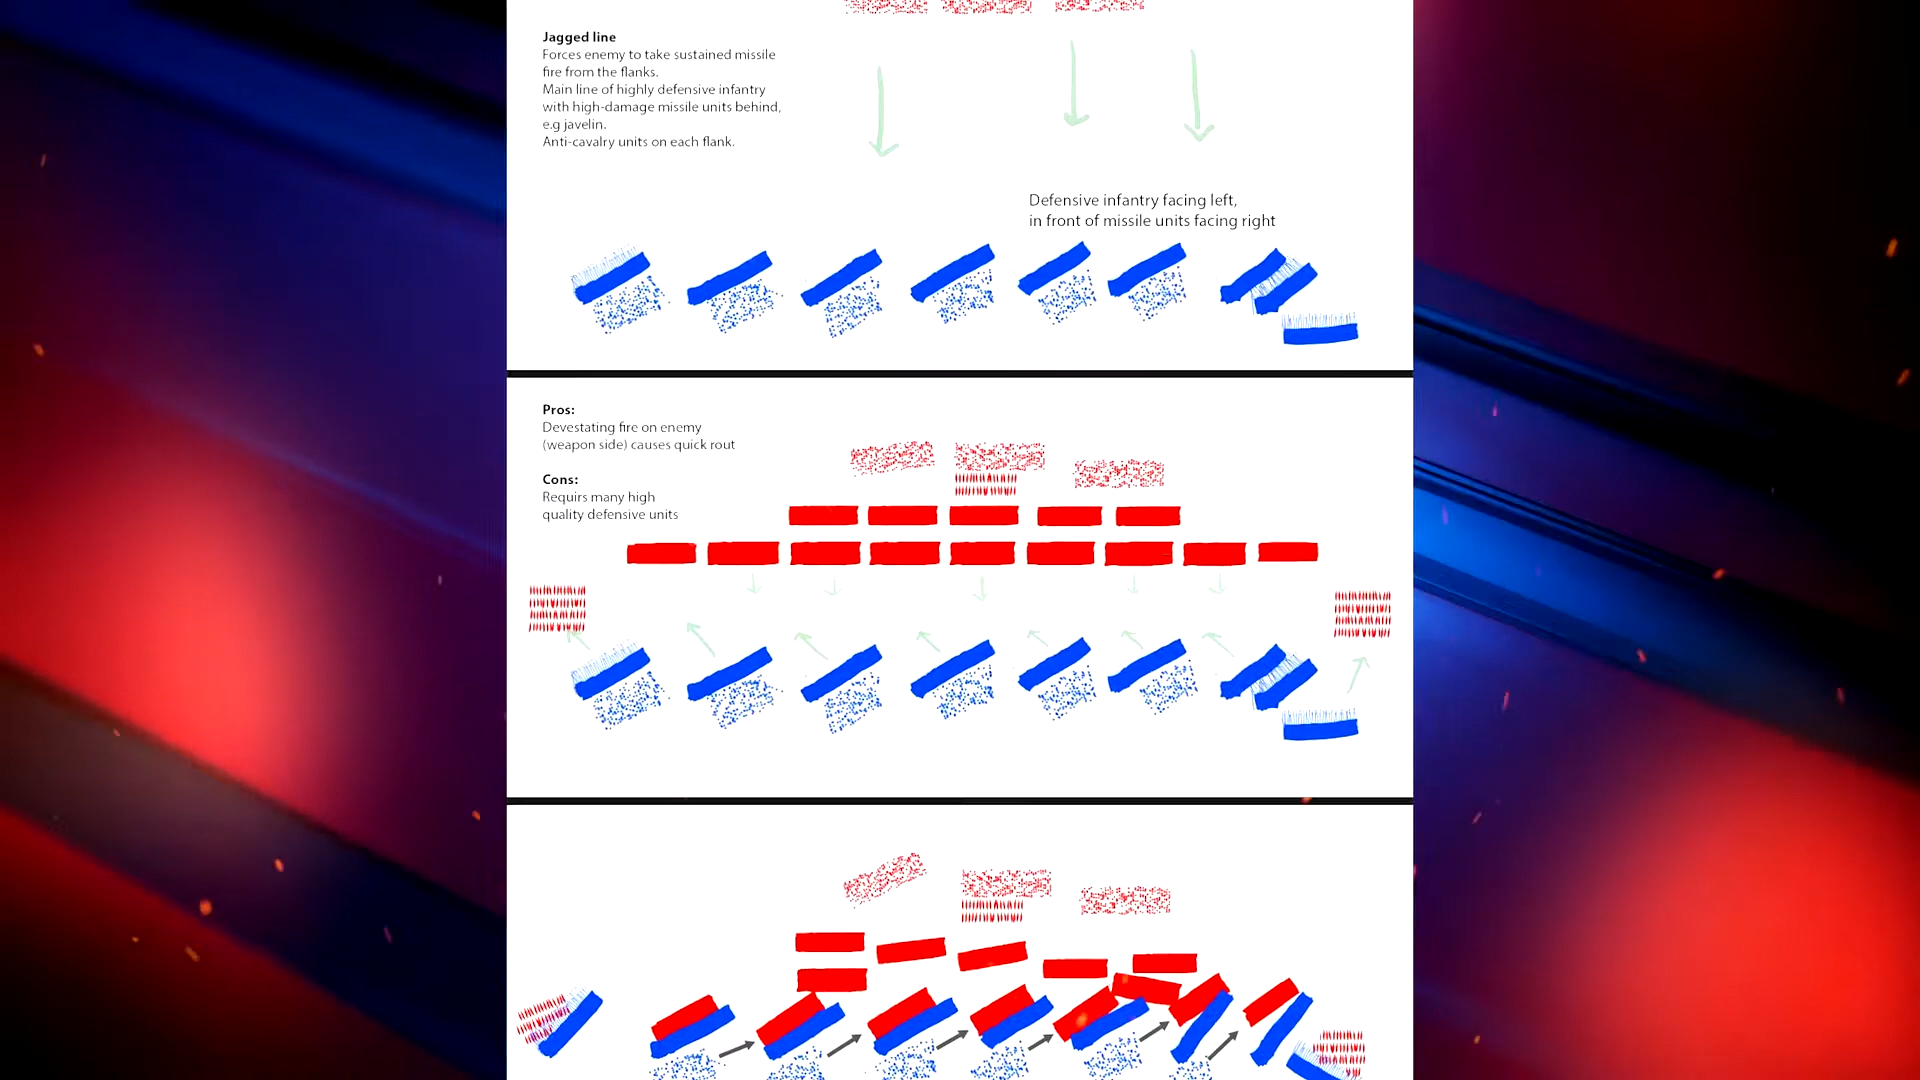 Jagged line
Forces enemy to take sustained missile
fire from the flanks.
Main line of highly defensive infantry
with high-damage missile units behind,
e.g javelin.
Anti-cavalry units on each flank.
Defensive infantry facing left,
in front of missile units facing right
Pros:
Devestating fire on enemy
(weapon side) causes quick rout
Cons:
Requirs many high
quality defensive units